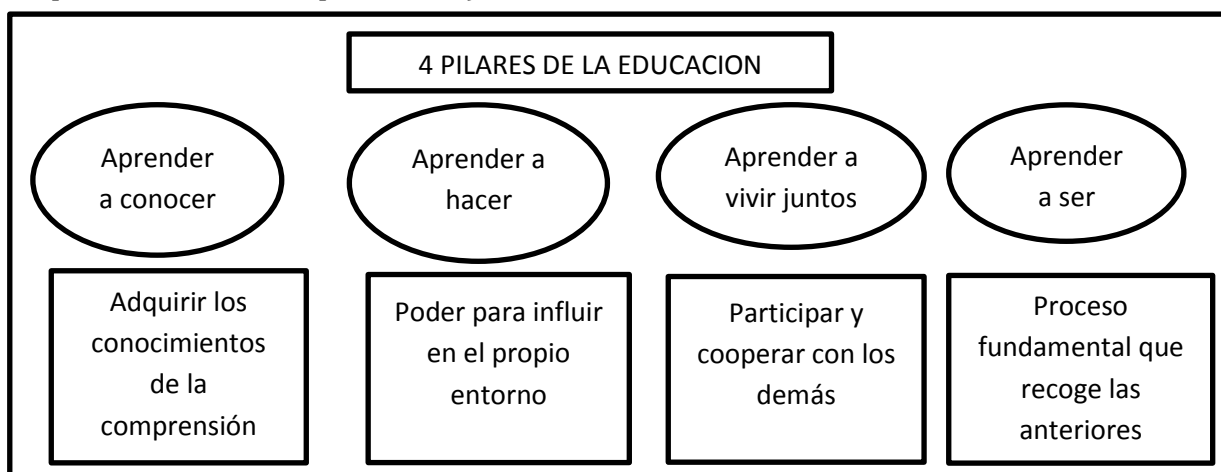 4 PILARES DE LA EDUCACION
Aprender
a conocer
Aprender a
hacer
Aprender a
vivir juntos
Aprender
a ser
Adquirir los
conocimientos
de la
comprensión
Poder para influir
en el propio
entorno
Participar y
cooperar con los
demás
Proceso
fundamental que
recoge las
anteriores